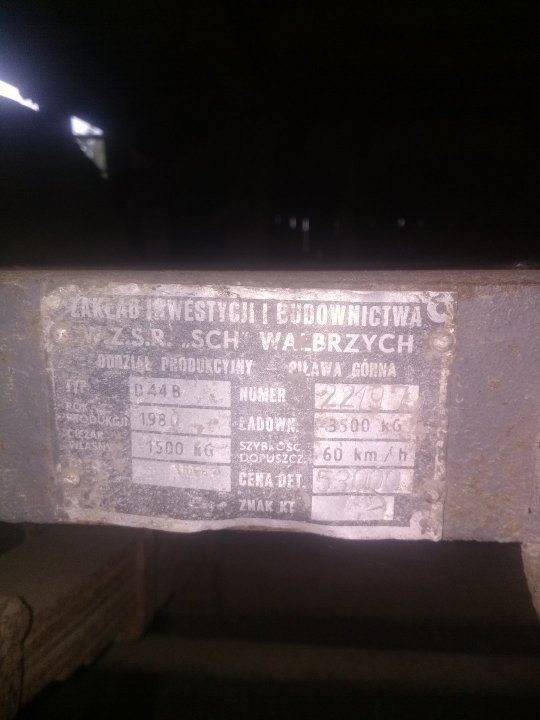 ZAKŁAD INWESTYCJI I BUDOWNICTWA
W.Z.S.R. „SCH" WAŁBRZYCH
ODDZIAŁ PRODUKCYJNY – PIŁAWA GÓRNA
TYP D44B NUMER
ROK PRODUKCJI 1980 ŁADOWN. 3500 KG
CIĘŻAR WŁASNY 1500 KG SZYBKOŚĆ DOPUSZCZ. 60 km/h
CENA DET. 53000
ZNAK KT